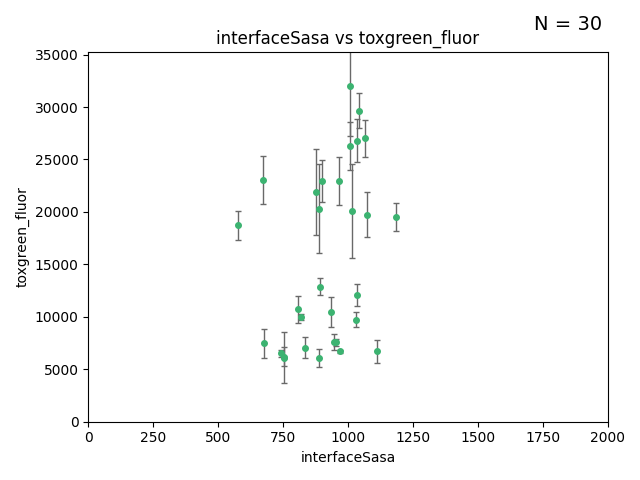 N = 30
interfaceSasa vs toxgreen_fluor
toxgreen_fluor
35000
30000
25000
20000
15000
10000
5000
0
0 250 500 750 1000 1250 1500 1750 2000
interfaceSasa